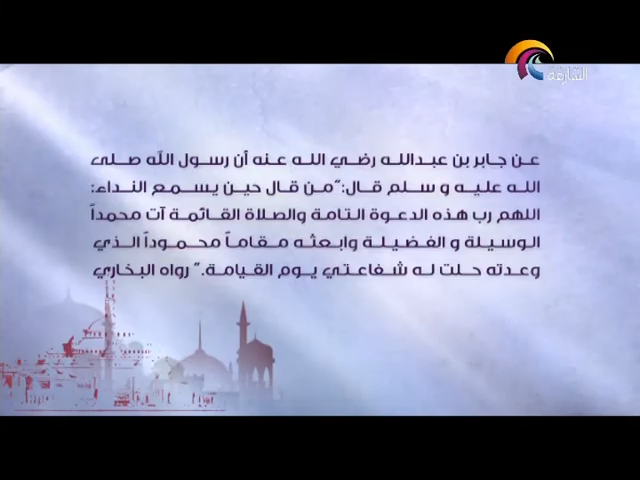 الشارقة
عن جابر بن عبدالله رضي الله عنه أن رسول الله صلى
الله عليه و سلم قال:"من قال حين يسمع النداء:
اللهم رب هذه الدعوة التامة والصلاة القائمة آت محمداً
الوسيلة و الفضيلة وابعثه مقاماً محموداً الذي
وعدته حلت له شفاعتي يوم القيامة." رواه البخاري